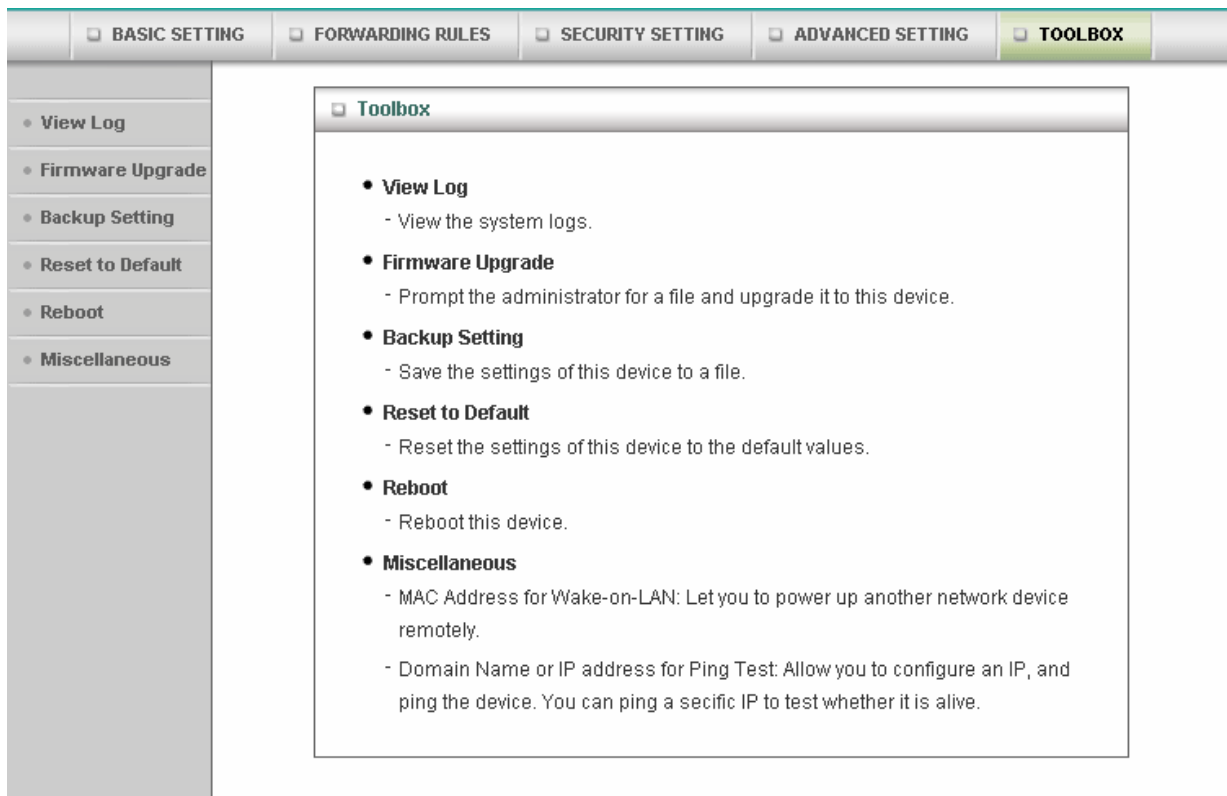 BASIC SETTING
FORWARDING RULES
SECURITY SETTING
ADVANCED SETTING
TOOLBOX
View Log
Firmware Upgrade
Backup Setting
Reset to Default
Reboot
Miscellaneous
Toolbox
• View Log
- View the system logs.
• Firmware Upgrade
- Prompt the administrator for a file and upgrade it to this device.
• Backup Setting
- Save the settings of this device to a file.
• Reset to Default
- Reset the settings of this device to the default values.
• Reboot
- Reboot this device.
• Miscellaneous
- MAC Address for Wake-on-LAN: Let you to power up another network device
remotely.
- Domain Name or IP address for Ping Test: Allow you to configure an IP, and
ping the device. You can ping a secific IP to test whether it is alive.